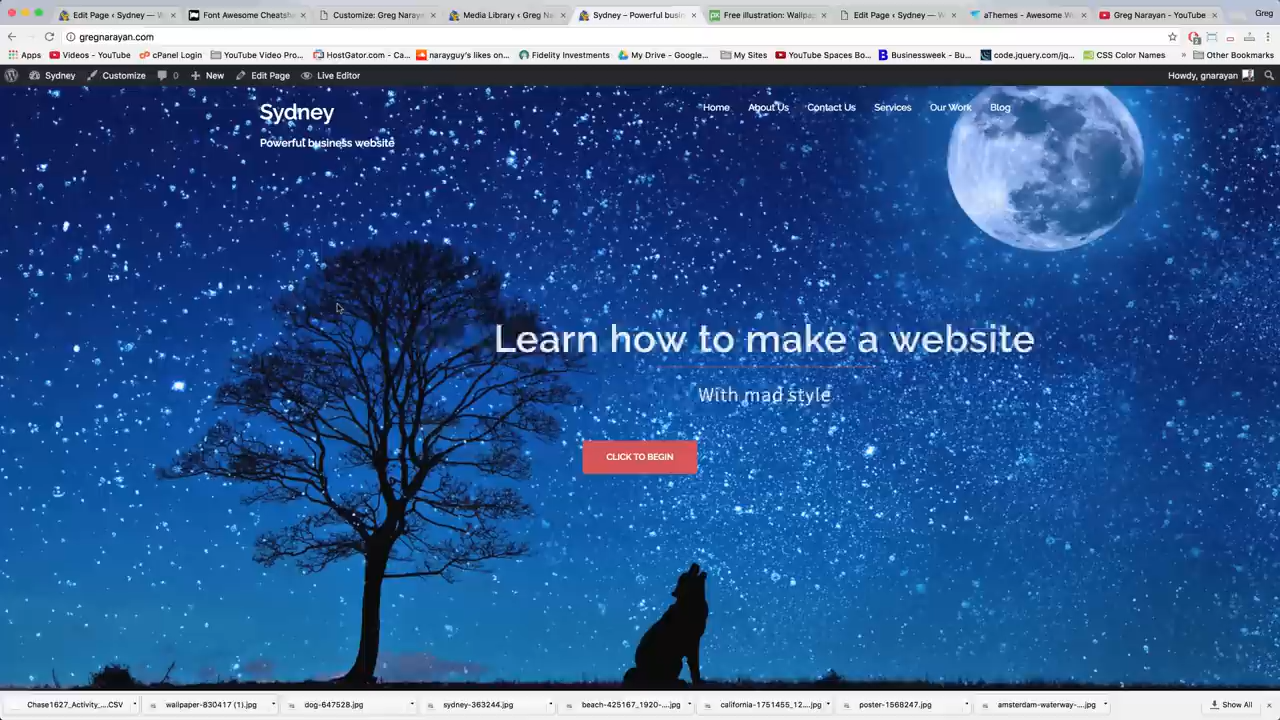 Edit Page ‹ Sydney — W
Font Awesome Cheatshe
Customize: Greg Naraya
Media Library ‹ Greg Na
Sydney – Powerful busin
Free illustration: Wallpap
Edit Page ‹ Sydney — W
aThemes - Awesome W
Greg Narayan - YouTube
Greg
gregnarayan.com
Apps
Videos - YouTube
cPanel Login
YouTube Video Pro...
HostGator.com - Ca...
narayguy's likes on...
Fidelity Investments
My Drive - Google...
My Sites
YouTube Spaces Bo...
Businessweek - Bu...
code.jquery.com/jq...
CSS Color Names
»
Other Bookmarks
Sydney
Customize
0
New
Edit Page
Live Editor
Howdy, gnarayan
Sydney
Powerful business website
Home
About Us
Contact Us
Services
Our Work
Blog
Learn how to make a website
With mad style
CLICK TO BEGIN
Chase1627_Activity_....CSV
wallpaper-830417 (1).jpg
dog-647528.jpg
sydney-363244.jpg
beach-425167_1920-....jpg
california-1751455_12....jpg
poster-1568247.jpg
amsterdam-waterway-....jpg
Show All